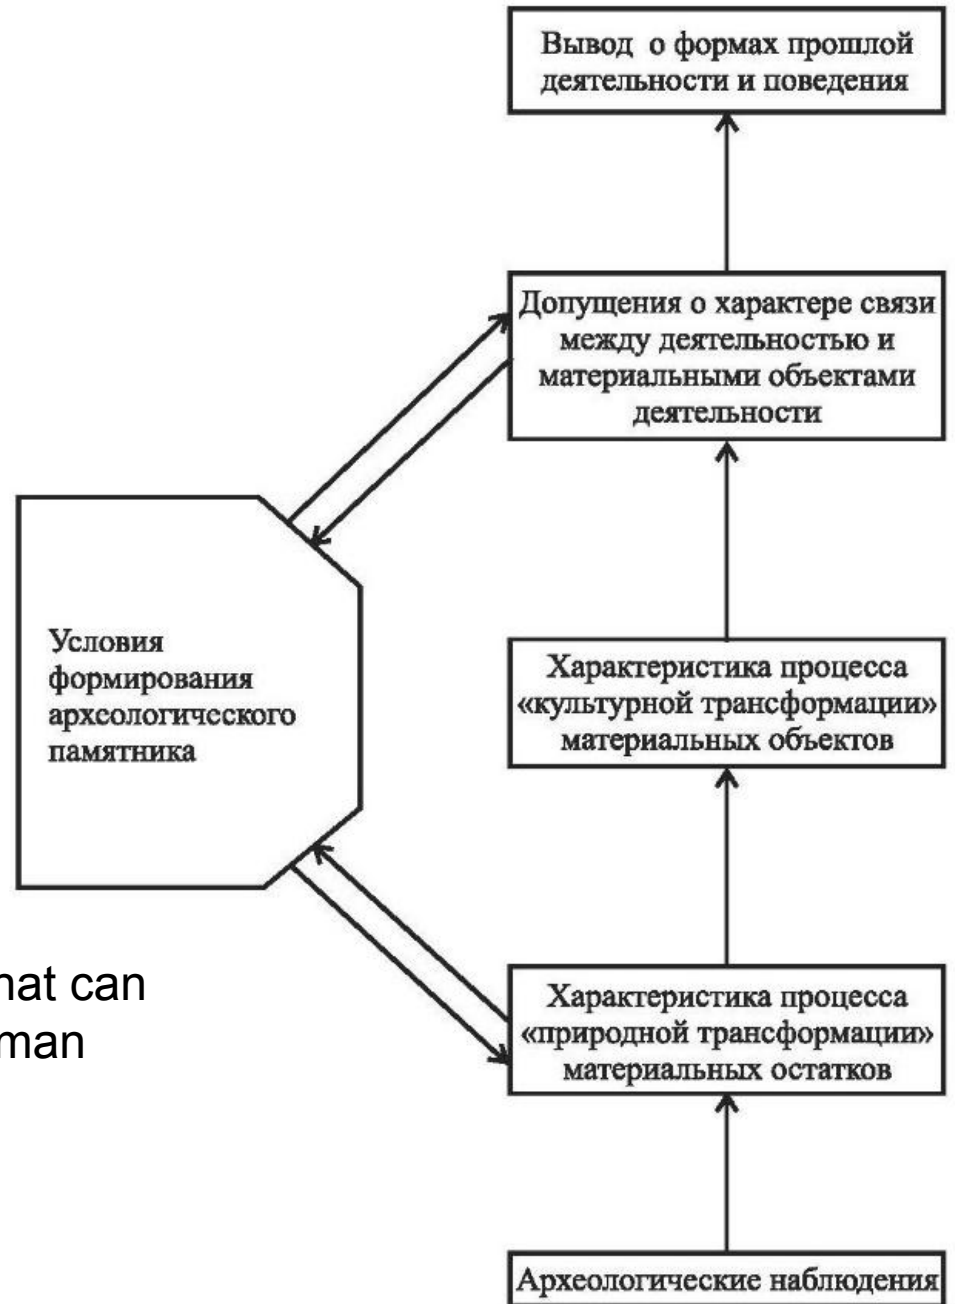 Вывод о формах прошлой
деятельности и поведения
Допущения о характере связи
между деятельностью и
материальными объектами
деятельности
Условия
формирования
археологического
памятника
Характеристика процесса
«культурной трансформации»
материальных объектов
hat can
man
Характеристика процесса
«природной трансформации»
материальных остатков
Археологические наблюдения